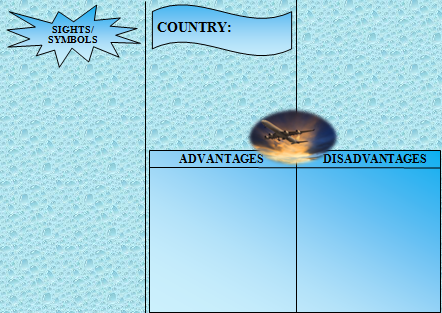 SIGHTS/
SYMBOLS
COUNTRY:
ADVANTAGES
DISADVANTAGES